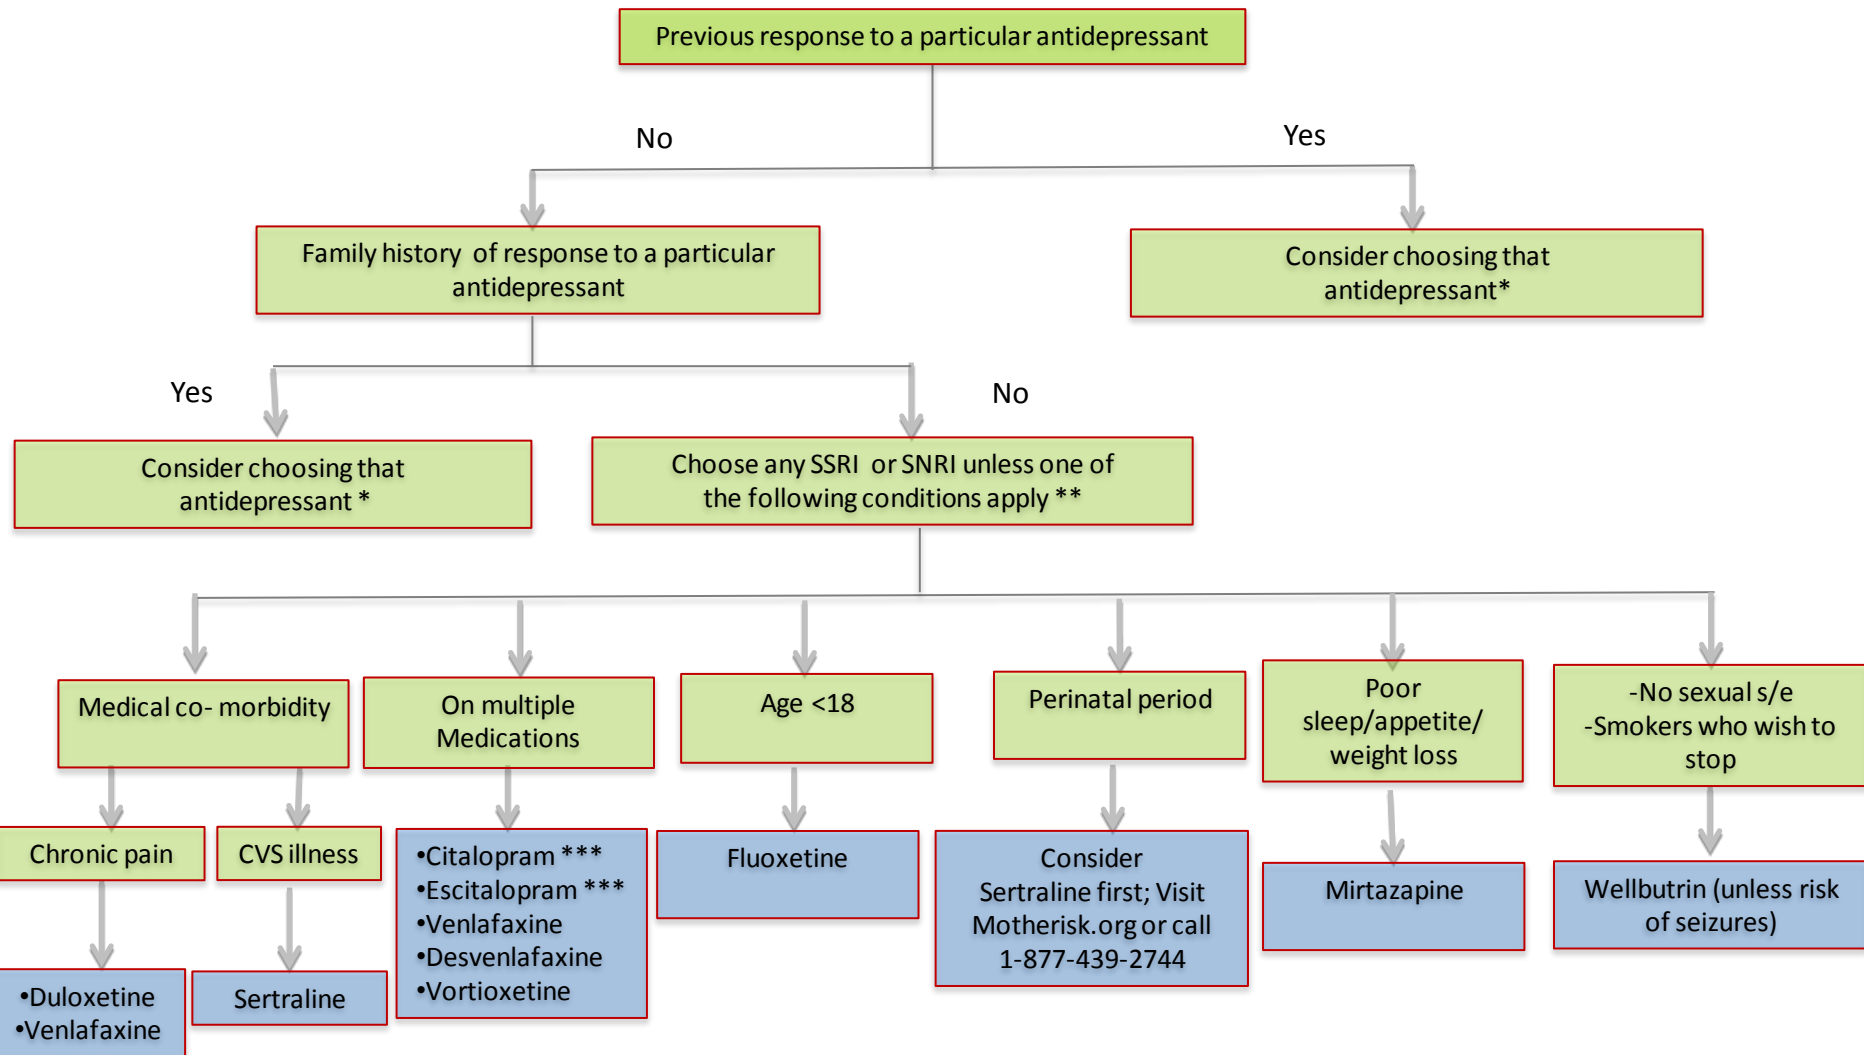 Previous response to a particular antidepressant
No
Yes
Family history of response to a particular
antidepressant
Consider choosing that
antidepressant*
Yes
No
Consider choosing that
antidepressant *
Choose any SSRI or SNRI unless one of
the following conditions apply **
Medical co- morbidity
On multiple
Medications
Age <18
Perinatal period
Poor
sleep/appetite/
weight loss
-No sexual s/e
-Smokers who wish to
stop
Chronic pain
CVS illness
•Citalopram ***
•Escitalopram ***
•Venlafaxine
•Desvenlafaxine
•Vortioxetine
Fluoxetine
Consider
Sertraline first; Visit
Motherisk.org or call
1-877-439-2744
Mirtazapine
Wellbutrin (unless risk
of seizures)
•Duloxetine
•Venlafaxine
Sertraline